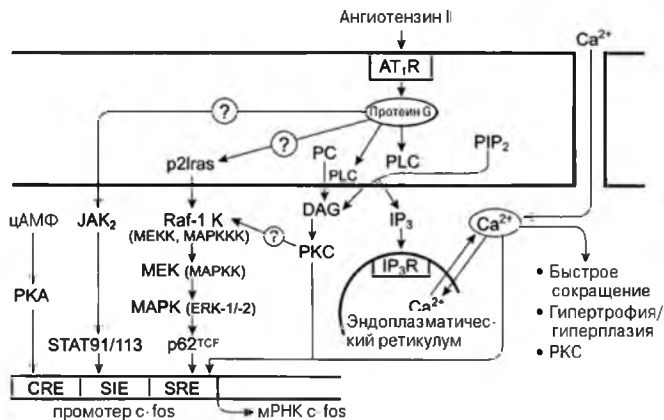 Ангиотензин II
Ca²⁺
AT₁R
?
Протеин G
?
p2Iras
PC
PLC
PLC
PIP₂
цАМФ
JAK₂
Raf-1 K
(MEKK, MAPKKK)
?
DAG
IP₃
Ca²⁺
PKC
MEK (MAPKK)
IP₃R
PKA
MAPK (ERK-1/-2)
Ca²⁺
Эндоплазматичес-
кий ретикулум
• Быстрое
сокращение
• Гипертрофия/
гиперплазия
• PKC
STAT91/113
p62ᵀᶜᶠ
CRE
SIE
SRE
промотер c-fos
мРНК c-fos